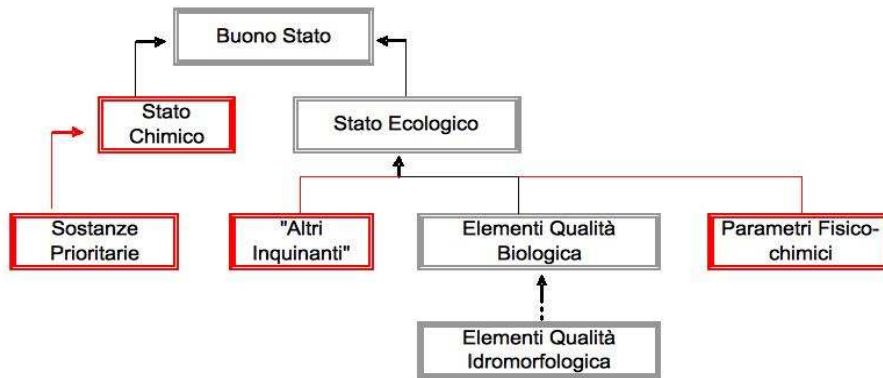 Buono Stato
Stato
Chimico
Stato Ecologico
Sostanze
Prioritarie
"Altri
Inquinanti"
Elementi Qualità
Biologica
Parametri Fisico-
chimici
Elementi Qualità
Idromorfologica